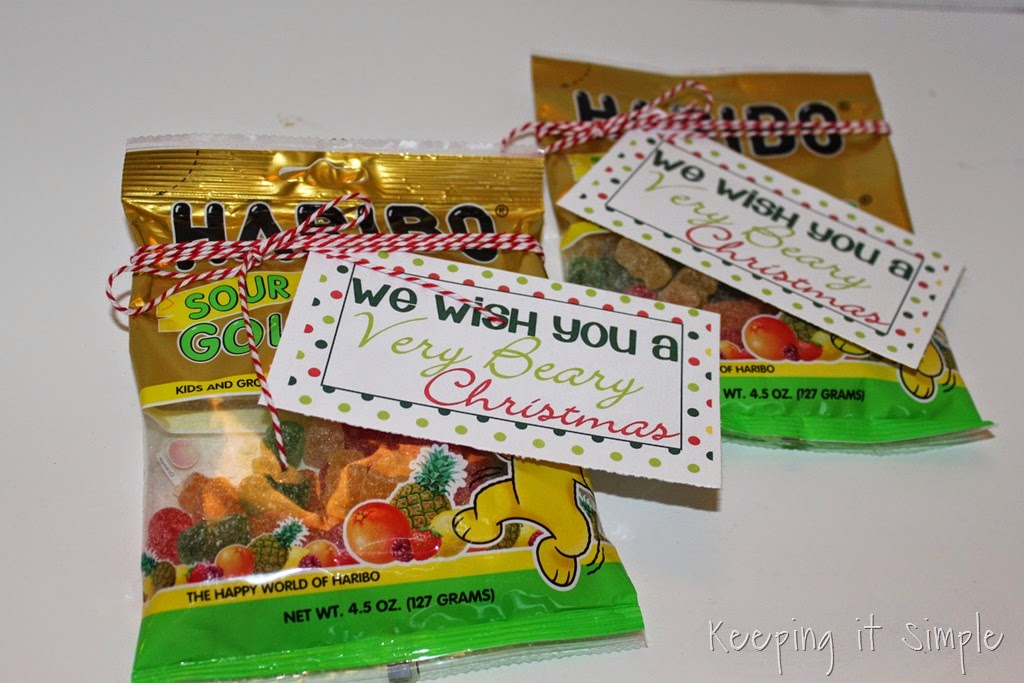 HARIBO®
SOUR
GOL
KIDS AND GRO
We Wish You a
Very Beary
Christmas
THE HAPPY WORLD OF HARIBO
NET WT. 4.5 OZ. (127 GRAMS)
HARIBO®
We Wish You a
Very Beary
Christmas
OF HARIBO
WT. 4.5 OZ. (127 GRAMS)
Keeping it Simple